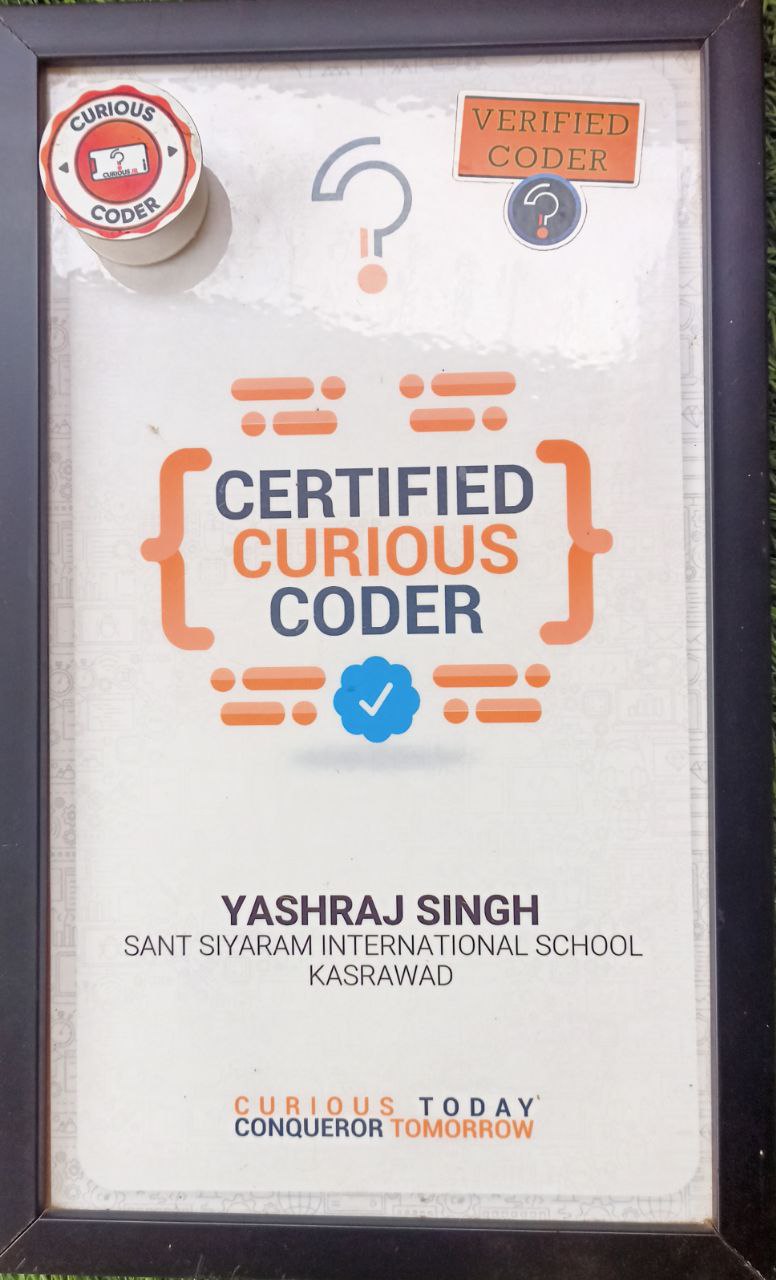 CURIOUS
CURIOUS JR
CODER
VERIFIED
CODER
CERTIFIED
CURIOUS
CODER
YASHRAJ SINGH
SANT SIYARAM INTERNATIONAL SCHOOL
KASRAWAD
CURIOUS TODAY
CONQUEROR TOMORROW